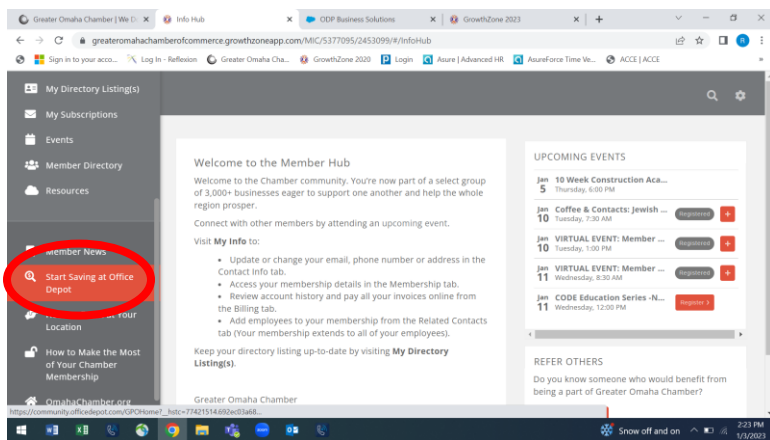 Greater Omaha Chamber | We D
Info Hub
ODP Business Solutions
GrowthZone 2023
greateromahachamberofcommerce.growthzoneapp.com/MIC/5377095/2453099/#/InfoHub
Sign in to your acco...
Log In - Reflexion
Greater Omaha Cha...
GrowthZone 2020
Login
Asure | Advanced HR
AsureForce Time Ve...
ACCE | ACCE
My Directory Listing(s)
My Subscriptions
Events
Member Directory
Resources
Member News
Start Saving at Office
Depot
Your
Location
How to Make the Most
of Your Chamber
Membership
OmahaChamber.org
https://community.officedepot.com/GPOHome?__hstc=77421514.692ec03a68...
Welcome to the Member Hub
Welcome to the Chamber community. You're now part of a select group
of 3,000+ businesses eager to support one another and help the whole
region prosper.
Connect with other members by attending an upcoming event.
Visit My Info to:
• Update or change your email, phone number or address in the
Contact Info tab.
• Access your membership details in the Membership tab.
• Review account history and pay all your invoices online from
the Billing tab.
• Add employees to your membership from the Related Contacts
tab (Your membership extends to all of your employees).
Keep your directory listing up-to-date by visiting My Directory
Listing(s).
Greater Omaha Chamber
UPCOMING EVENTS
Jan 10 Week Construction Aca...
5 Thursday, 6:00 PM
Jan Coffee & Contacts: Jewish ...
10 Tuesday, 7:30 AM
Registered
Jan VIRTUAL EVENT: Member ...
10 Tuesday, 1:00 PM
Registered
Jan VIRTUAL EVENT: Member ...
11 Wednesday, 8:30 AM
Registered
Jan CODE Education Series -N...
11 Wednesday, 12:00 PM
Register >
REFER OTHERS
Do you know someone who would benefit from
being a part of Greater Omaha Chamber?
Snow off and on
2:23 PM
1/3/2023